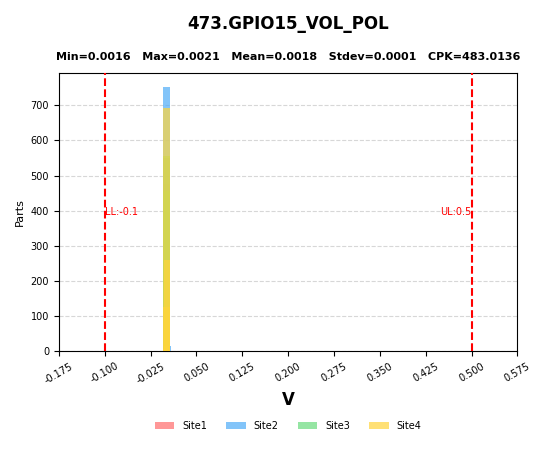 473.GPIO15_VOL_POL
Min=0.0016 Max=0.0021 Mean=0.0018 Stdev=0.0001 CPK=483.0136
700
600
500
400
300
200
100
0
Parts
LL:-0.1
UL:0.5
-0.175 -0.100 -0.025 0.050 0.125 0.200 0.275 0.350 0.425 0.500 0.575
V
Site1 Site2 Site3 Site4